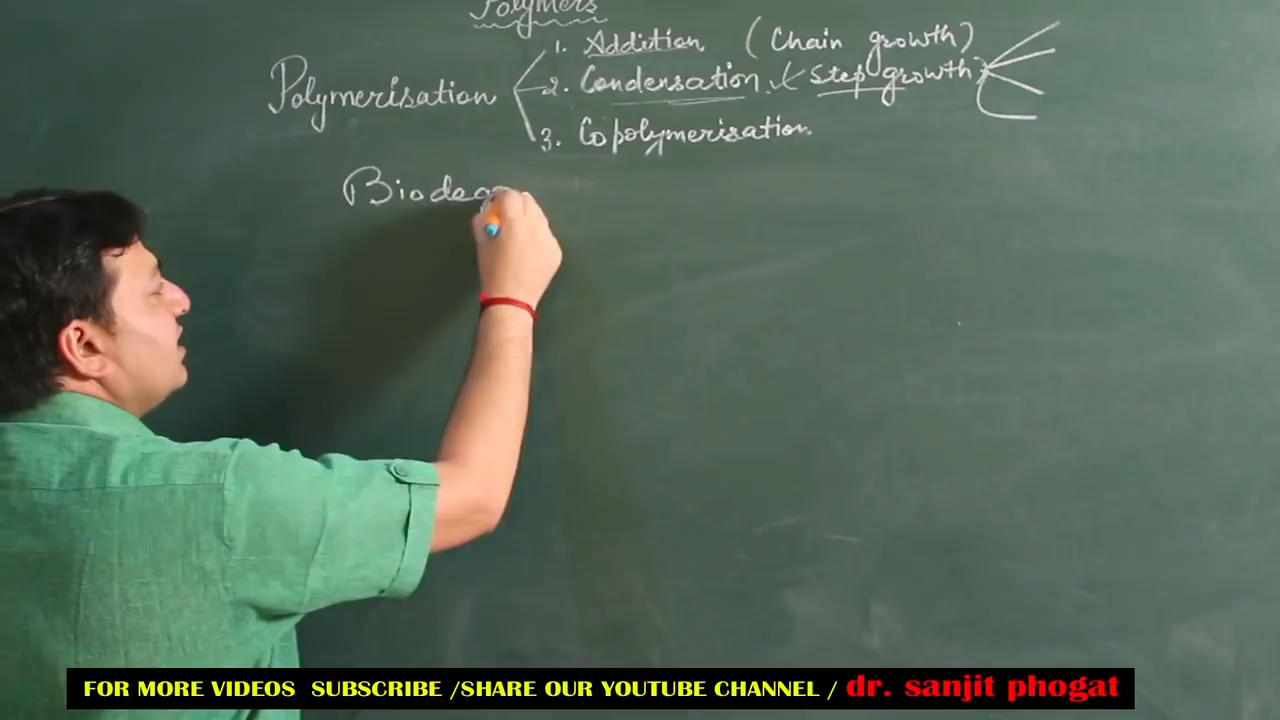 Polymers
1. Addition (Chain growth)
Polymerisation 2. Condensation (Step growth)
3. Copolymerisation.
Biodeg
FOR MORE VIDEOS SUBSCRIBE /SHARE OUR YOUTUBE CHANNEL / dr. sanjit phogat